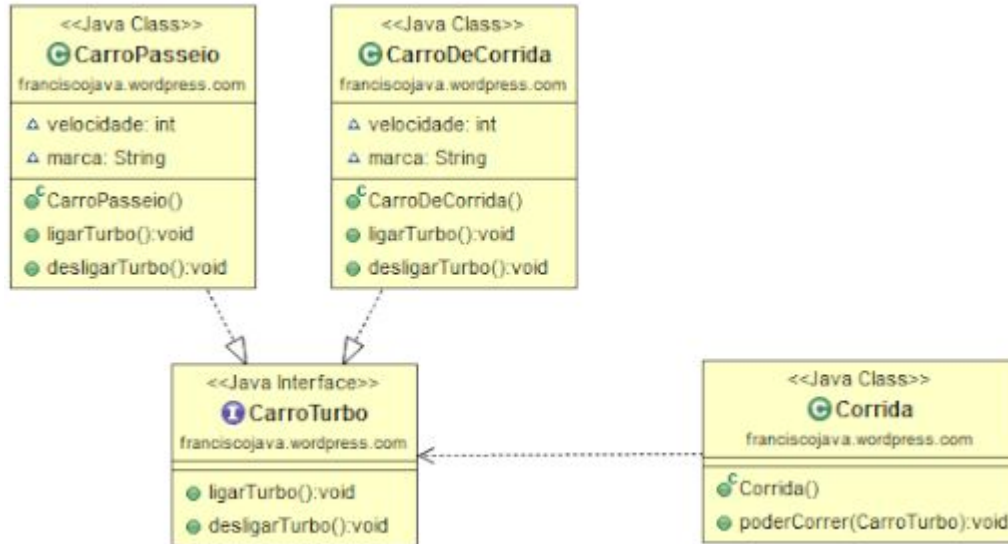 <<Java Class>>
CarroPasseio
franciscojava.wordpress.com
velocidade: int
marca: String
CarroPasseio()
ligarTurbo():void
desligarTurbo():void
<<Java Class>>
CarroDeCorrida
franciscojava.wordpress.com
velocidade: int
marca: String
CarroDeCorrida()
ligarTurbo():void
desligarTurbo():void
<<Java Interface>>
CarroTurbo
franciscojava.wordpress.com
ligarTurbo():void
desligarTurbo():void
<<Java Class>>
Corrida
franciscojava.wordpress.com
Corrida()
poderCorrer(CarroTurbo):void